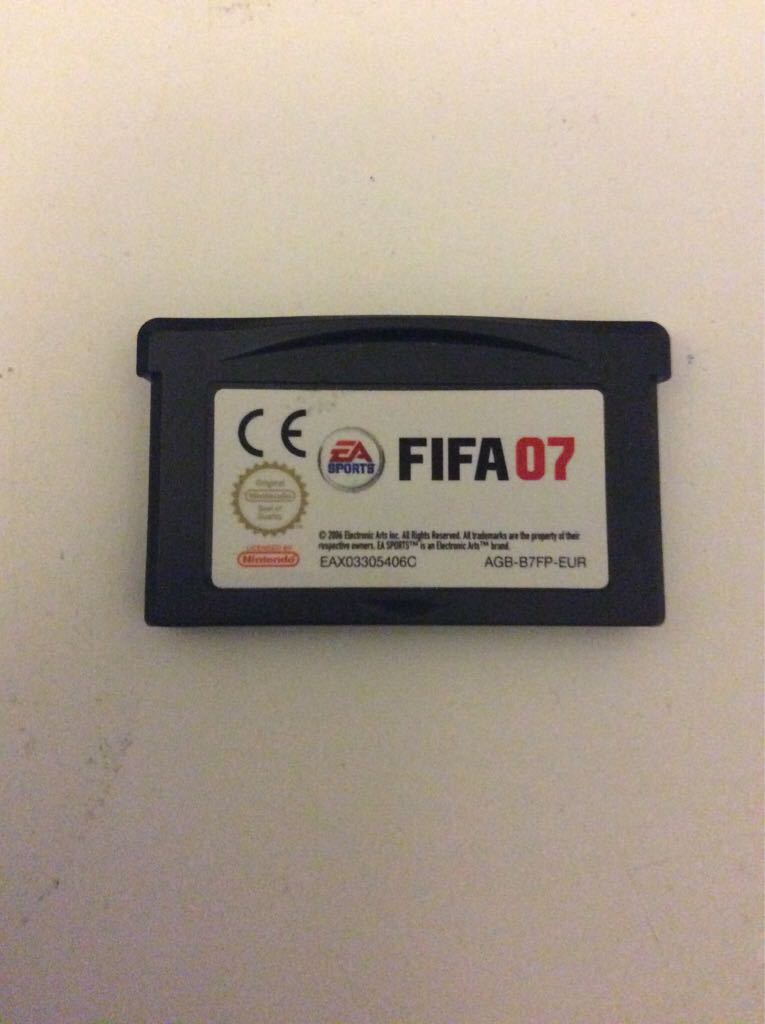 CE
EA
SPORTS
FIFA 07
Original
Nintendo
Seal of
Quality
TM
LICENSED BY
Nintendo
© 2006 Electronic Arts Inc. All Rights Reserved. All trademarks are the property of their
respective owners. EA SPORTS™ is an Electronic Arts™ brand.
EAX03305406C AGB-B7FP-EUR